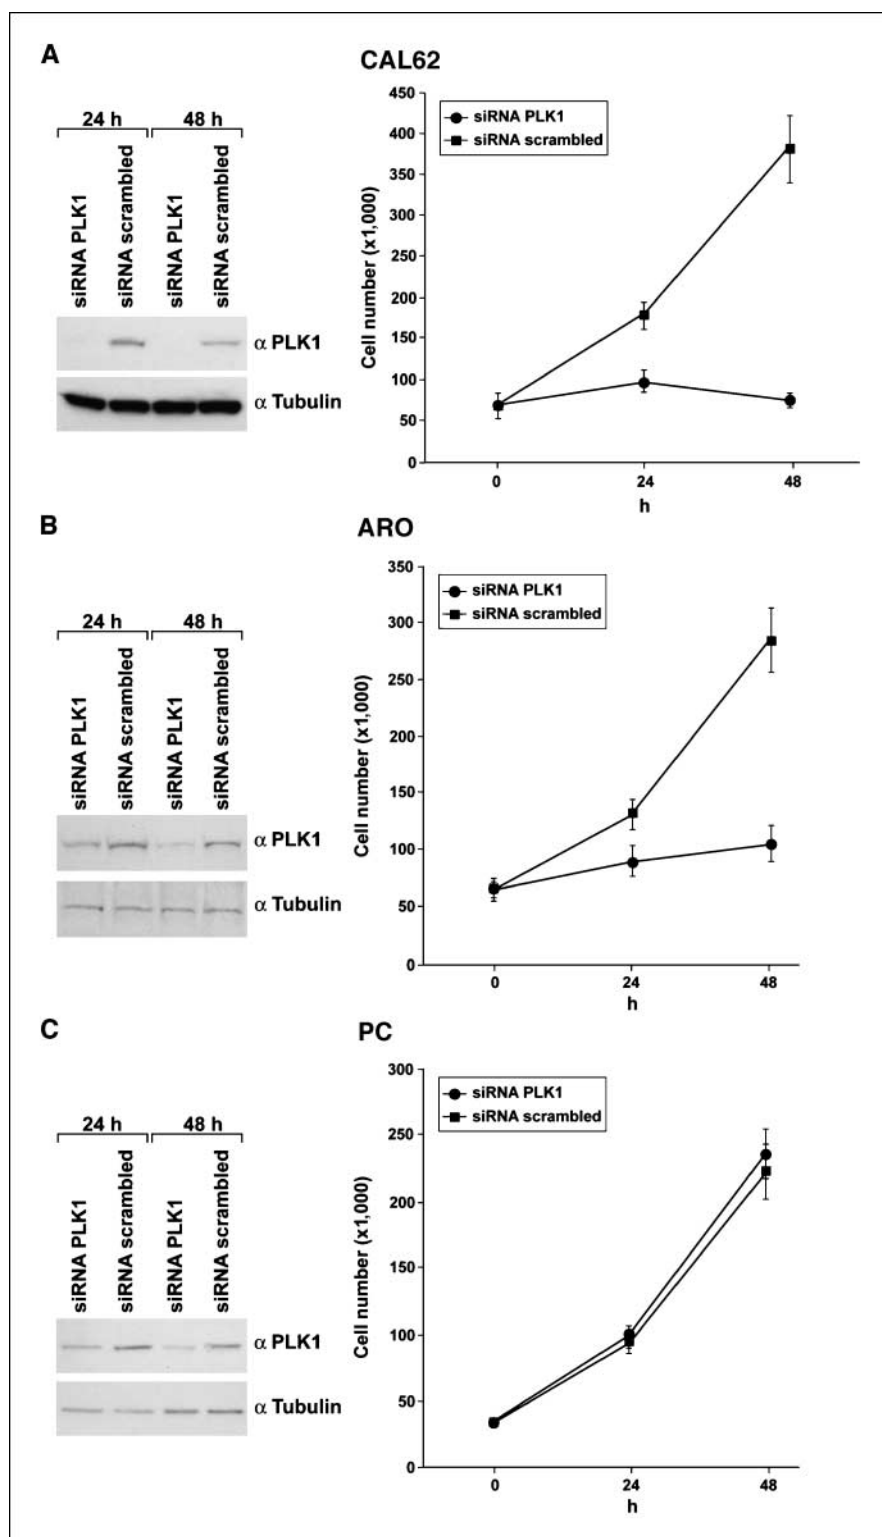 A
24 h 48 h
siRNA PLK1
siRNA scrambled
siRNA PLK1
siRNA scrambled
α PLK1
α Tubulin
CAL62
siRNA PLK1
siRNA scrambled
Cell number (x1,000)
450
400
350
300
250
200
150
100
50
0
0 24 48
h
B
24 h 48 h
siRNA PLK1
siRNA scrambled
siRNA PLK1
siRNA scrambled
α PLK1
α Tubulin
ARO
siRNA PLK1
siRNA scrambled
Cell number (x1,000)
350
300
250
200
150
100
50
0
0 24 48
h
C
24 h 48 h
siRNA PLK1
siRNA scrambled
siRNA PLK1
siRNA scrambled
α PLK1
α Tubulin
PC
siRNA PLK1
siRNA scrambled
Cell number (x1,000)
300
250
200
150
100
50
0
0 24 48
h